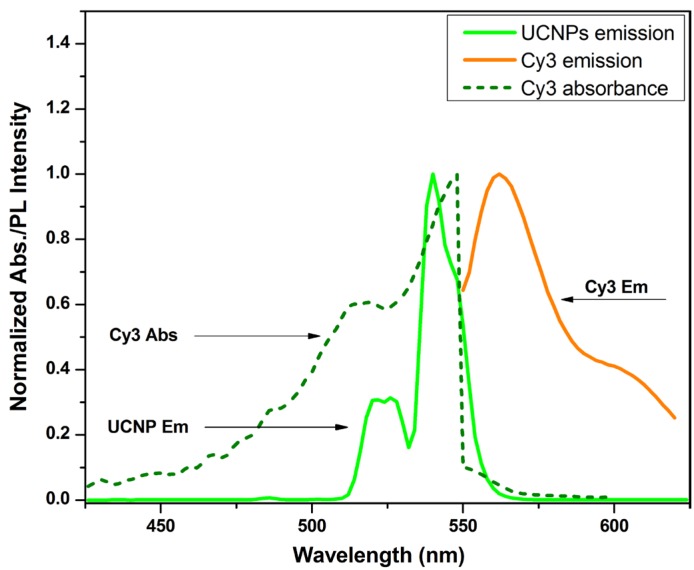 UCNPs emission
Cy3 emission
Cy3 absorbance
Normalized Abs./PL Intensity
1.4
1.2
1.0
0.8
0.6
0.4
0.2
0.0
Cy3 Em
Cy3 Abs
UCNP Em
450
500
550
600
Wavelength (nm)